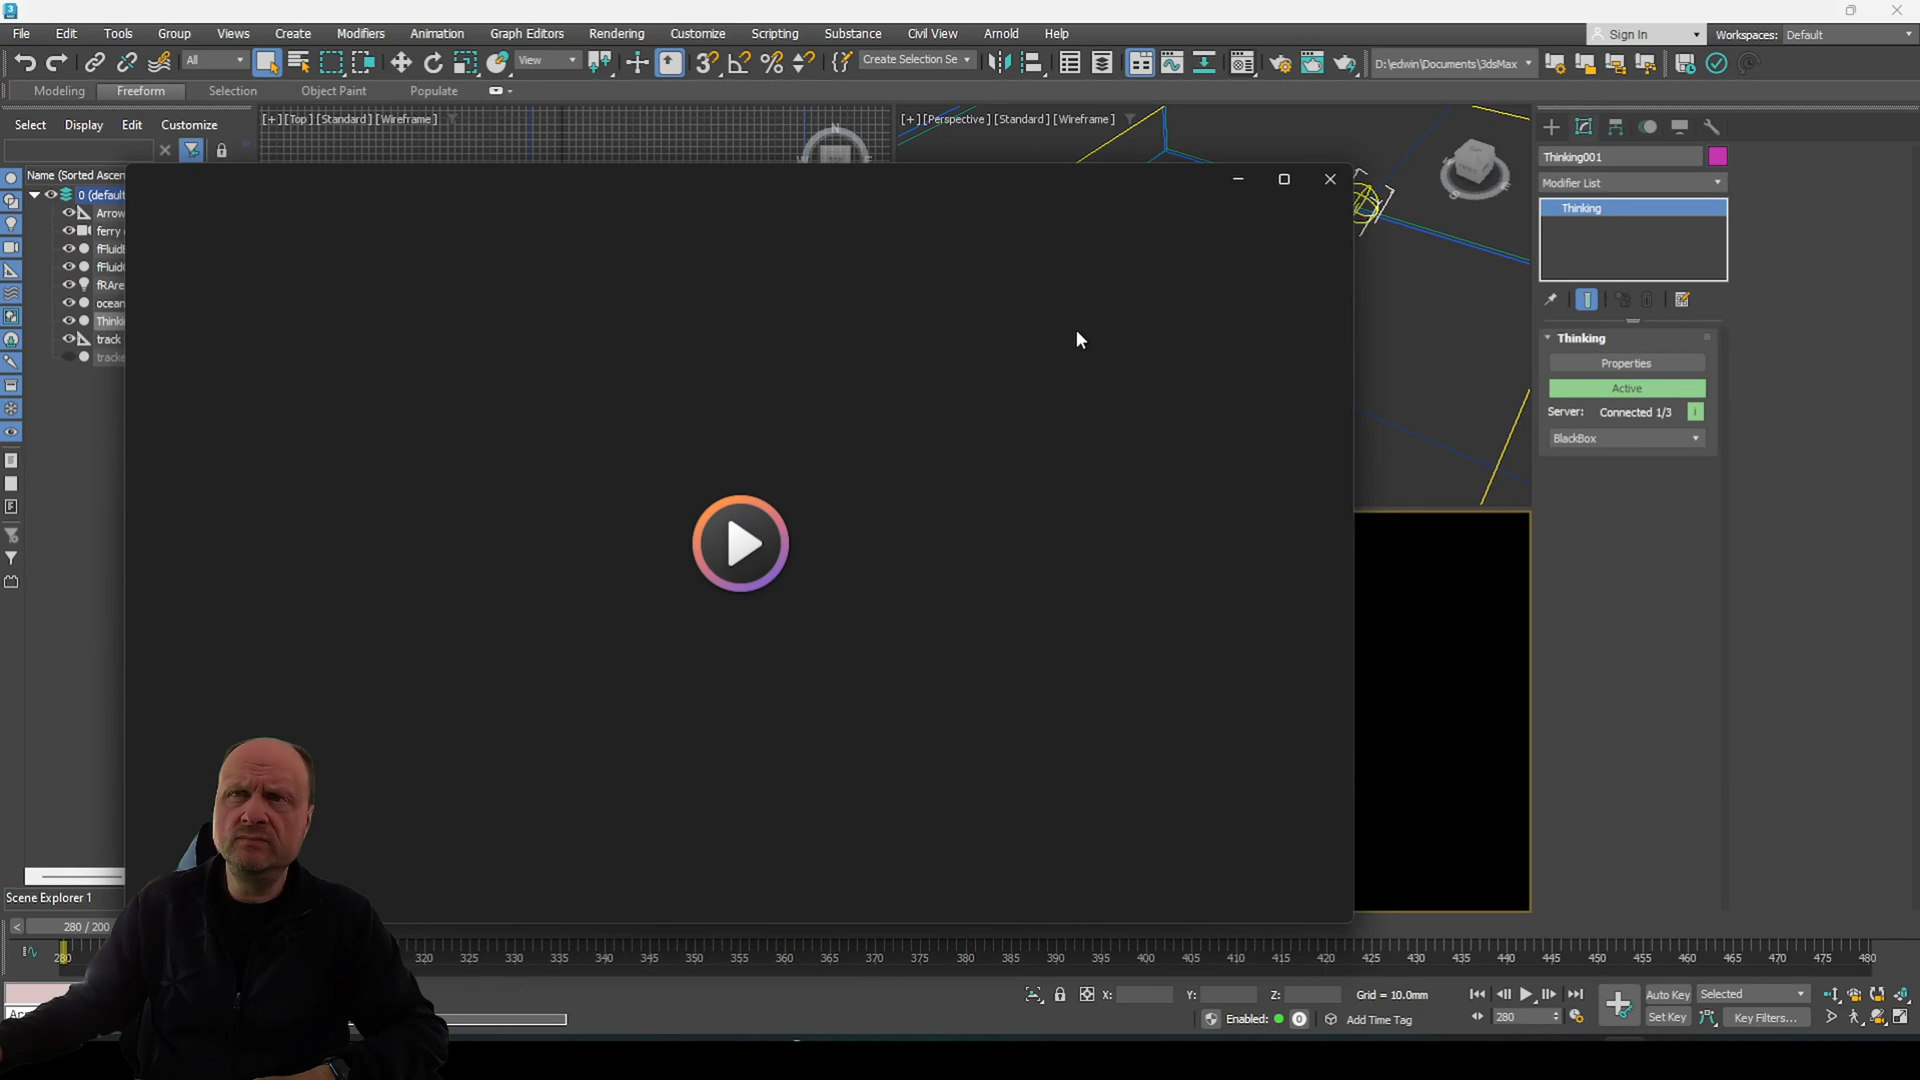 File Edit Tools Group Views Create Modifiers Animation Graph Editors Rendering Customize Scripting Substance Civil View Arnold Help Sign In Workspaces: Default
All View Create Selection Se D:\edwin\Documents\3dsMax
Modeling Freeform Selection Object Paint Populate
Select Display Edit Customize
[+] [Top] [Standard] [Wireframe]
[+] [Perspective] [Standard] [Wireframe]
Name (Sorted Ascen
0 (default
Arrow
ferry
fFluid
fFluid
fRAre
ocean
Thinki
track
tracke
Thinking001
Modifier List
Thinking
Thinking
Properties
Active
Server: Connected 1/3 i
BlackBox
Scene Explorer 1
280 / 200
280 320 325 330 335 340 345 350 355 360 365 370 375 380 385 390 395 400 405 410 415 420 425 430 435 440 445 450 455 460 465 470 475 480
X: Y: Z: Grid = 10.0mm Auto Key Selected
Enabled: 0 Add Time Tag 280 Set Key Key Filters...